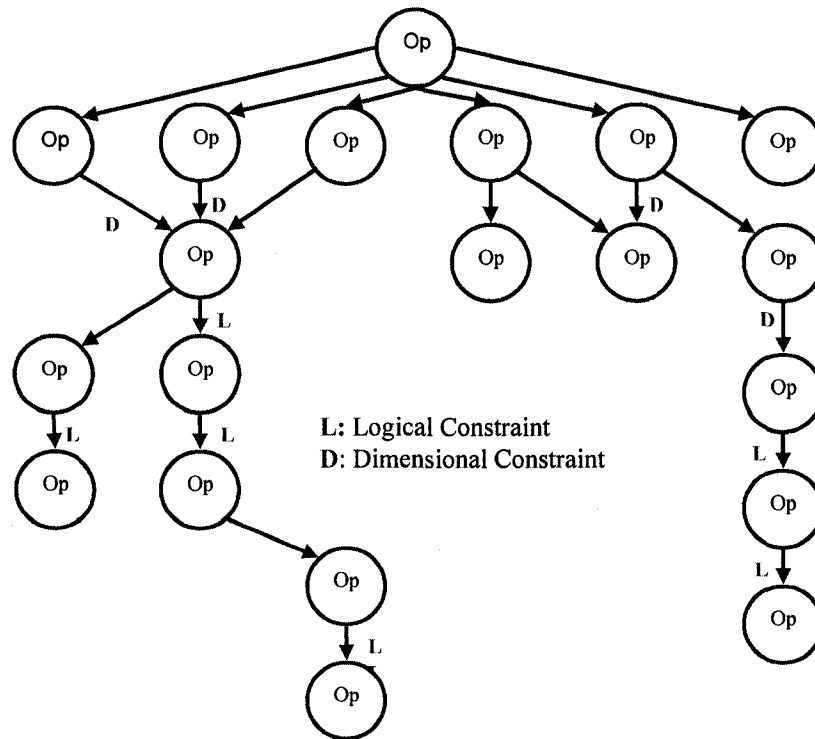 Op
Op Op Op Op Op Op
D D D
Op Op Op Op
L D
Op Op Op
L L
L: Logical Constraint
D: Dimensional Constraint
L
Op Op Op
L
Op Op
L
Op